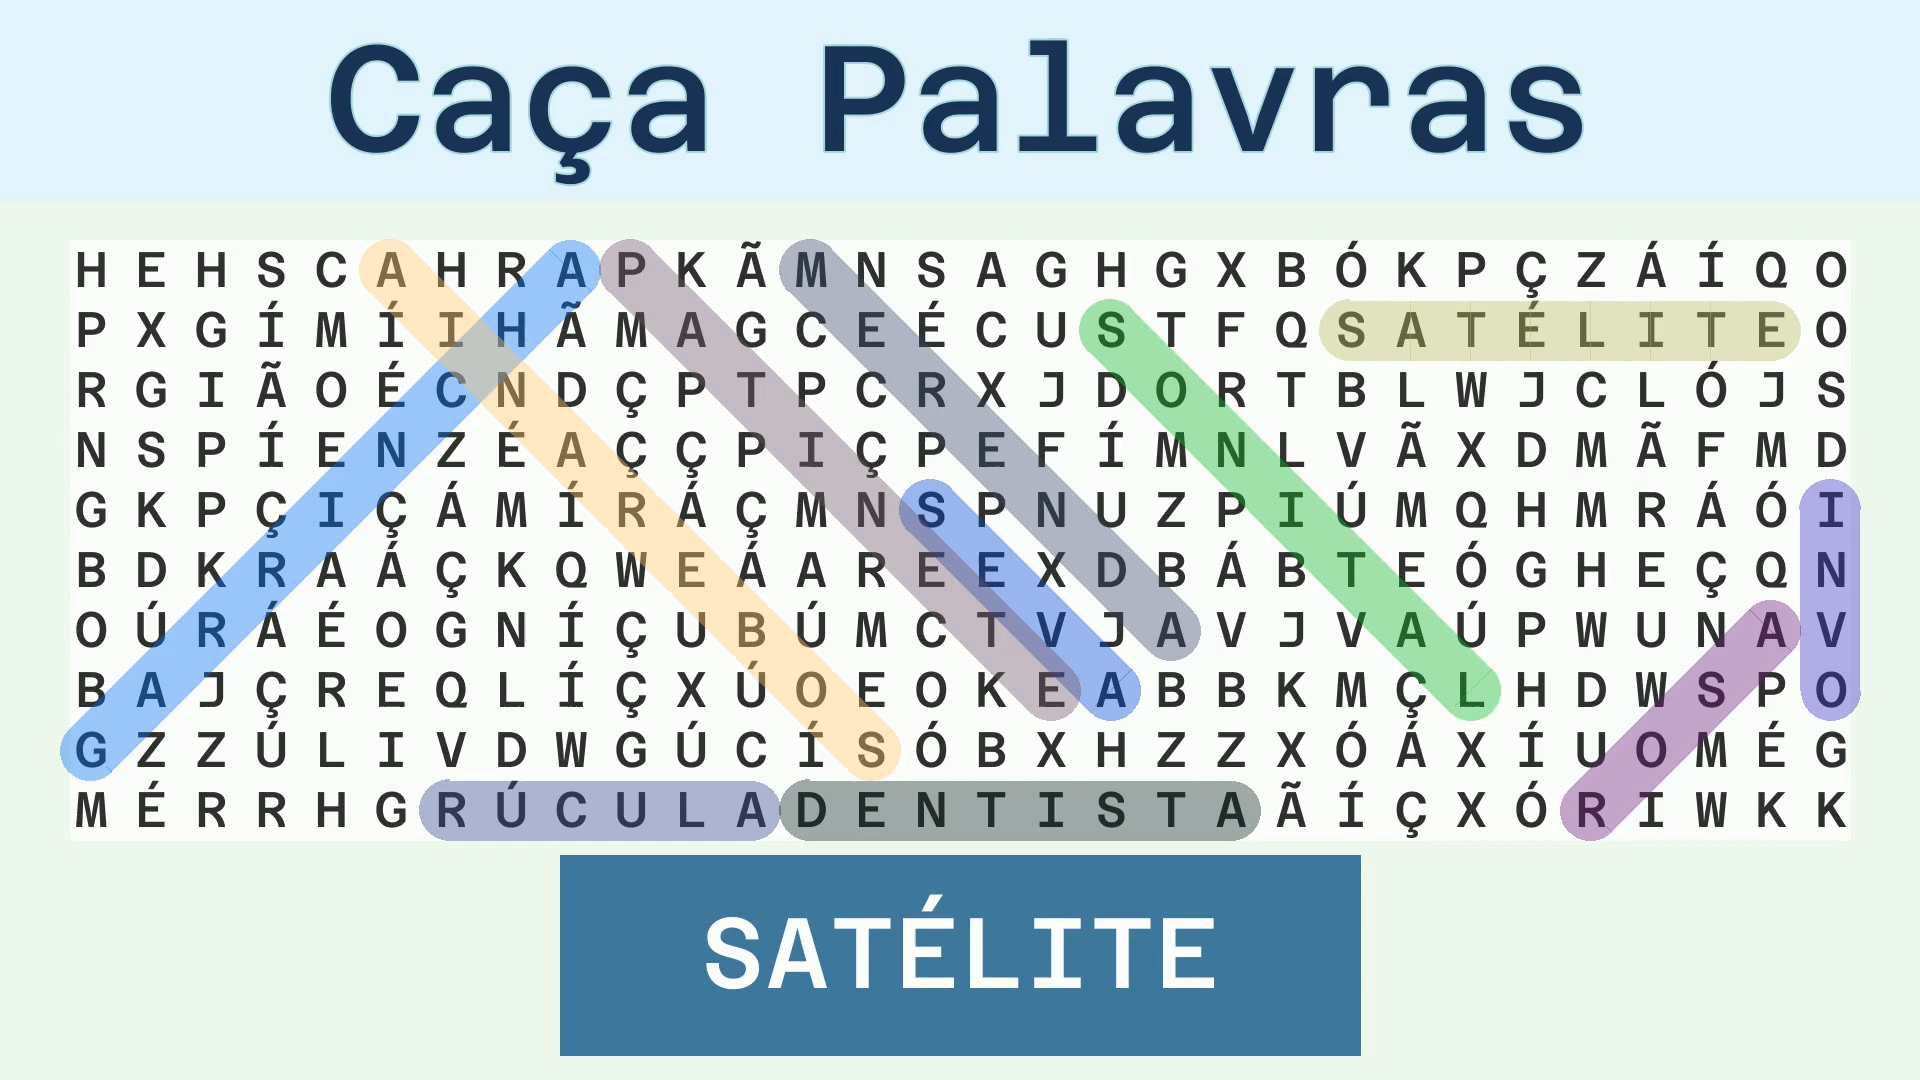 Caça Palavras
H E H S C A H R A P K Ã M N S A G H G X B Ó K P Ç Z Á Í Q O
P X G Í M Í I H Ã M A G C E É C U S T F Q S A T É L I T E O
R G I Ã O É C N D Ç P T P C R X J D O R T B L W J C L Ó J S
N S P Í E N Z É A Ç Ç P I Ç P E F Í M N L V Ã X D M Ã F M D
G K P Ç I Ç Á M Í R Á Ç M N S P N U Z P I Ú M Q H M R Á Ó I
B D K R A Á Ç K Q W E Á A R E E X D B Á B T E Ó G H E Ç Q N
O Ú R Á É O G N Í Ç U B Ú M C T V J A V J V A Ú P W U N A V
B A J Ç R E Q L Í Ç X Ú O E O K E A B B K M Ç L H D W S P O
G Z Z Ú L I V D W G Ú C Í S Ó B X H Z Z X Ó Á X Í U O M É G
M É R R H G R Ú C U L A D E N T I S T A Ã Í Ç X Ó R I W K K
SATÉLITE